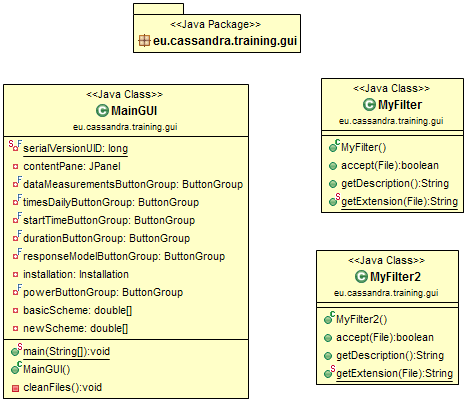 <<Java Package>>
eu.cassandra.training.gui
<<Java Class>>
MainGUI
eu.cassandra.training.gui
serialVersionUID: long
contentPane: JPanel
dataMeasurementsButtonGroup: ButtonGroup
timesDailyButtonGroup: ButtonGroup
startTimeButtonGroup: ButtonGroup
durationButtonGroup: ButtonGroup
responseModelButtonGroup: ButtonGroup
installation: Installation
powerButtonGroup: ButtonGroup
basicScheme: double[]
newScheme: double[]
main(String[]):void
MainGUI()
cleanFiles():void
<<Java Class>>
MyFilter
eu.cassandra.training.gui
MyFilter()
accept(File):boolean
getDescription():String
getExtension(File):String
<<Java Class>>
MyFilter2
eu.cassandra.training.gui
MyFilter2()
accept(File):boolean
getDescription():String
getExtension(File):String